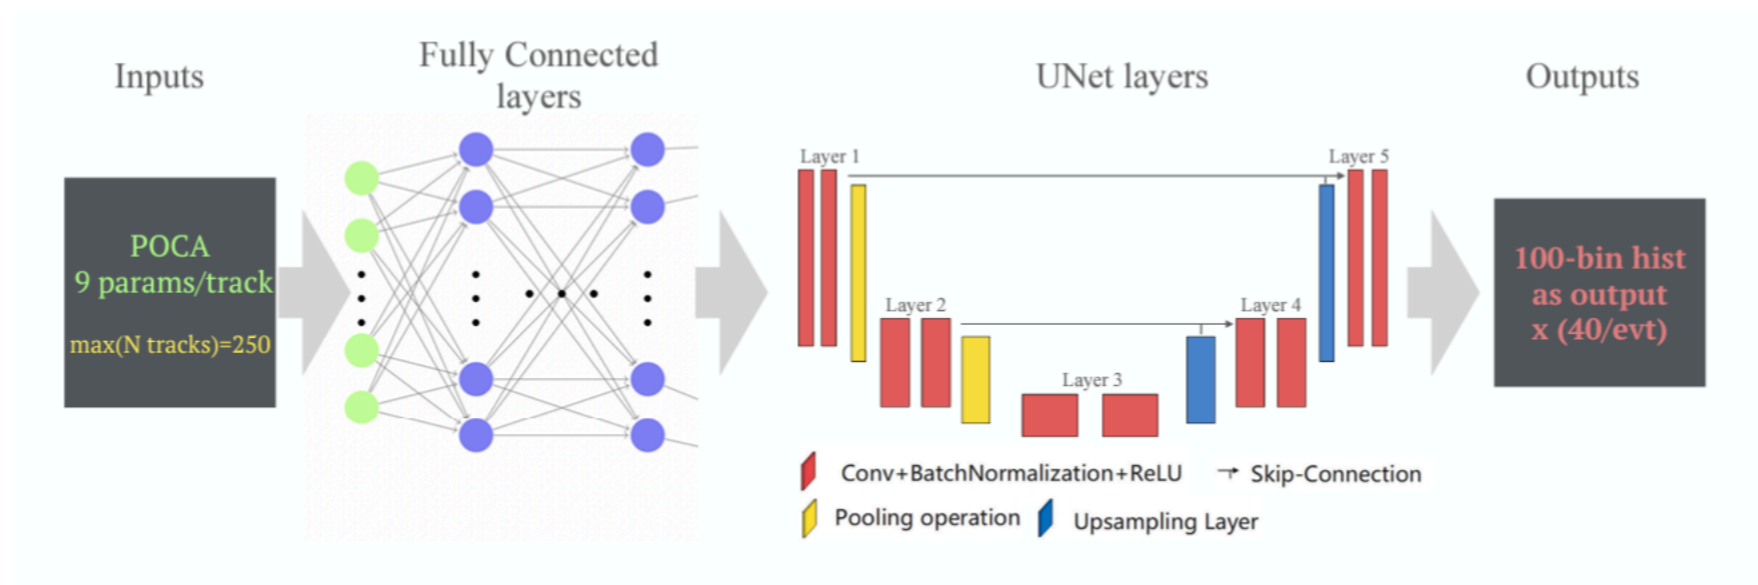 Inputs
Fully Connected
layers
UNet layers
Outputs
POCA
9 params/track
max(N tracks)=250
Layer 1
Layer 2
Layer 3
Layer 4
Layer 5
100-bin hist
as output
x (40/evt)
Conv+BatchNormalization+ReLU
Skip-Connection
Pooling operation
Upsampling Layer